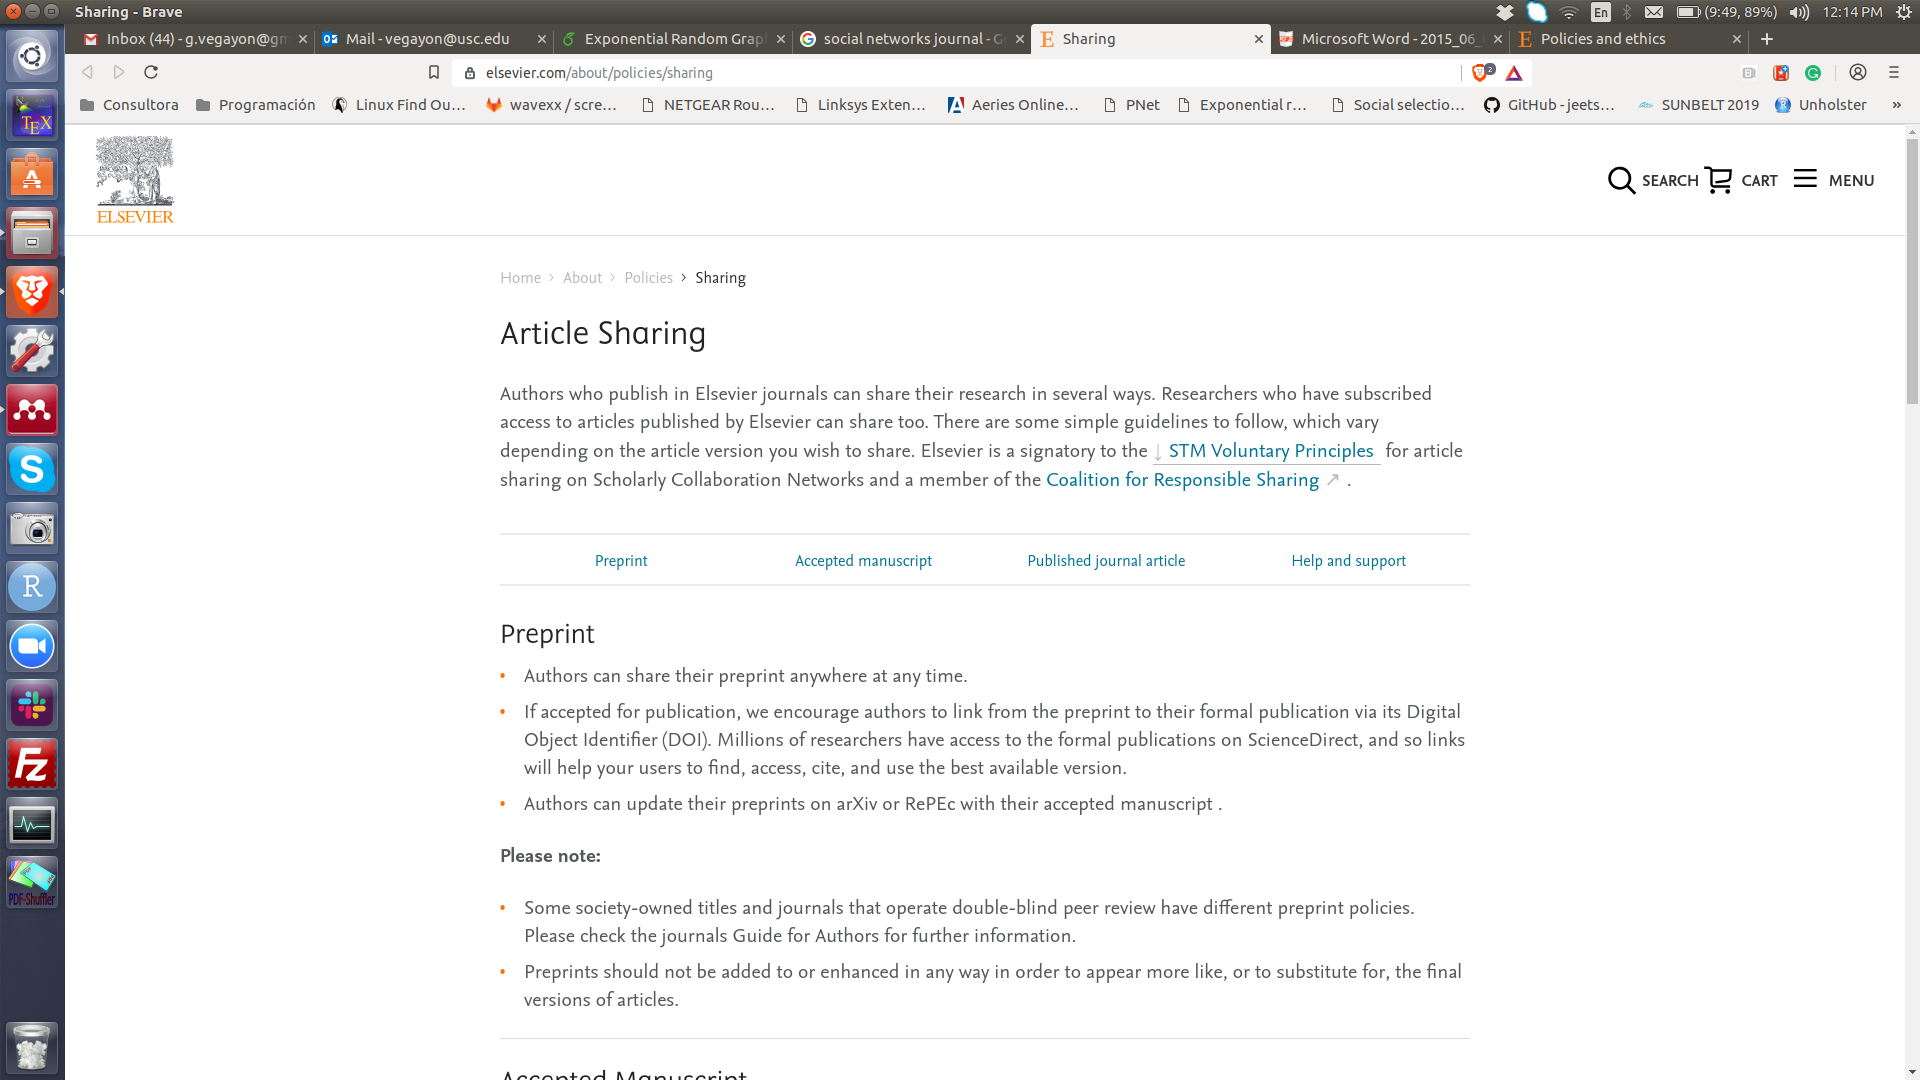 Sharing - Brave
En
(9:49, 89%)
12:14 PM
Inbox (44) - g.vegayon@gm
Mail - vegayon@usc.edu
Exponential Random Grap
social networks journal - G
Sharing
Microsoft Word - 2015_06_
Policies and ethics
elsevier.com/about/policies/sharing
2
Consultora
Programación
Linux Find Ou...
wavexx / scre...
NETGEAR Rou...
Linksys Exten...
Aeries Online...
PNet
Exponential r...
Social selectio...
GitHub - jeets...
SUNBELT 2019
Unholster
»
ELSEVIER
SEARCH
CART
MENU
Home > About > Policies > Sharing
Article Sharing
Authors who publish in Elsevier journals can share their research in several ways. Researchers who have subscribed
access to articles published by Elsevier can share too. There are some simple guidelines to follow, which vary
depending on the article version you wish to share. Elsevier is a signatory to the ↓ STM Voluntary Principles for article
sharing on Scholarly Collaboration Networks and a member of the Coalition for Responsible Sharing ↗ .
Preprint
Accepted manuscript
Published journal article
Help and support
Preprint
• Authors can share their preprint anywhere at any time.
• If accepted for publication, we encourage authors to link from the preprint to their formal publication via its Digital
Object Identifier (DOI). Millions of researchers have access to the formal publications on ScienceDirect, and so links
will help your users to find, access, cite, and use the best available version.
• Authors can update their preprints on arXiv or RePEc with their accepted manuscript .
Please note:
• Some society-owned titles and journals that operate double-blind peer review have different preprint policies.
Please check the journals Guide for Authors for further information.
• Preprints should not be added to or enhanced in any way in order to appear more like, or to substitute for, the final
versions of articles.
Accepted Manuscript
TEX
R
Fz
PDF-Shuffler